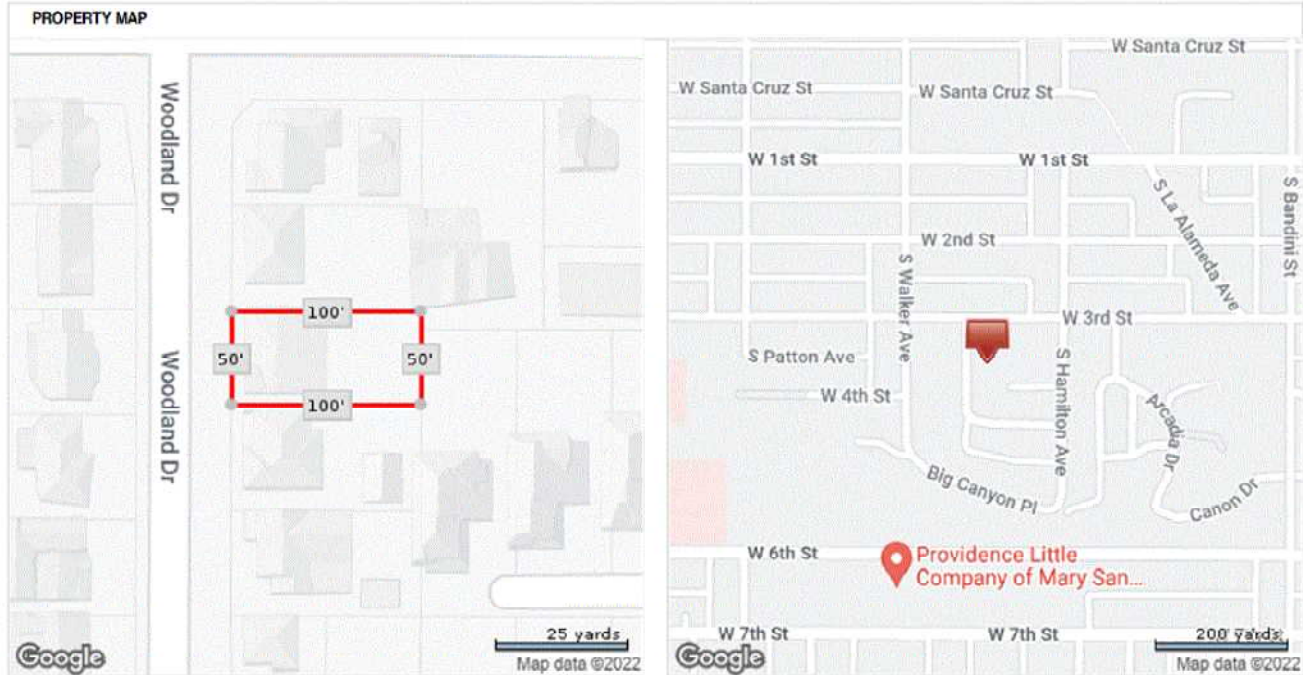 PROPERTY MAP
Woodland Dr
100'
50'
50'
100'
Woodland Dr
Google
25 yards
Map data ©2022
W Santa Cruz St
W Santa Cruz St
W Santa Cruz St
W 1st St
W 1st St
S La Alameda Ave
S Bandini St
W 2nd St
S Walker Ave
W 3rd St
S Patton Ave
S Hamilton Ave
W 4th St
Arcadia Dr
Big Canyon Pl
Canon Dr
W 6th St
Providence Little
Company of Mary San...
W 7th St
W 7th St
Google
200 yards
Map data ©2022